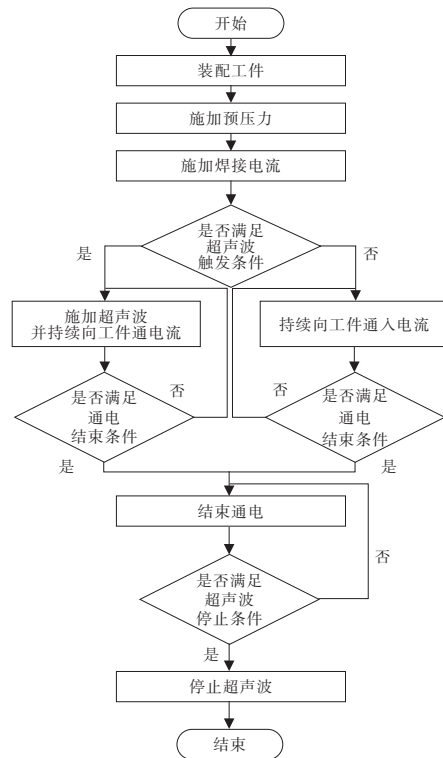 开始
装配工件
施加预压力
施加焊接电流
是否满足
超声波
触发条件
是
否
施加超声波
并持续向工件通电流
持续向工件通入电流
是否满足
通电
结束条件
否
是
否
是否满足
通电
结束条件
是
结束通电
是否满足
超声波
停止条件
否
是
停止超声波
结束